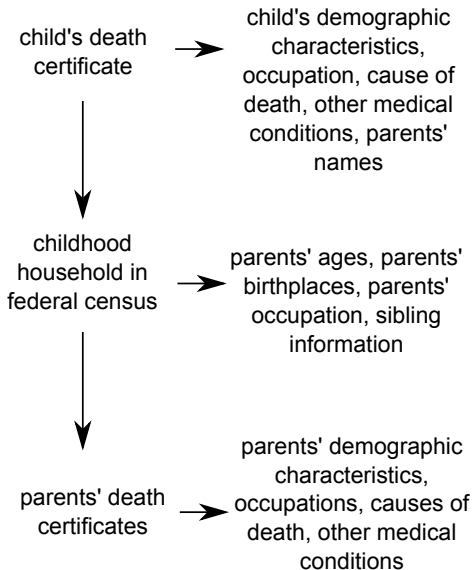 child's death
certificate
child's demographic
characteristics,
occupation, cause of
death, other medical
conditions, parents'
names
childhood
household in
federal census
parents' ages, parents'
birthplaces, parents'
occupation, sibling
information
parents' death
certificates
parents' demographic
characteristics,
occupations, causes of
death, other medical
conditions